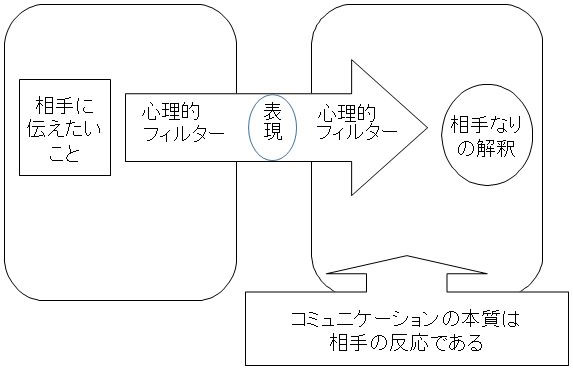 相手に
伝えたい
こと
心理的
フィルター
表
現
心理的
フィルター
相手なり
の解釈
コミュニケーションの本質は
相手の反応である